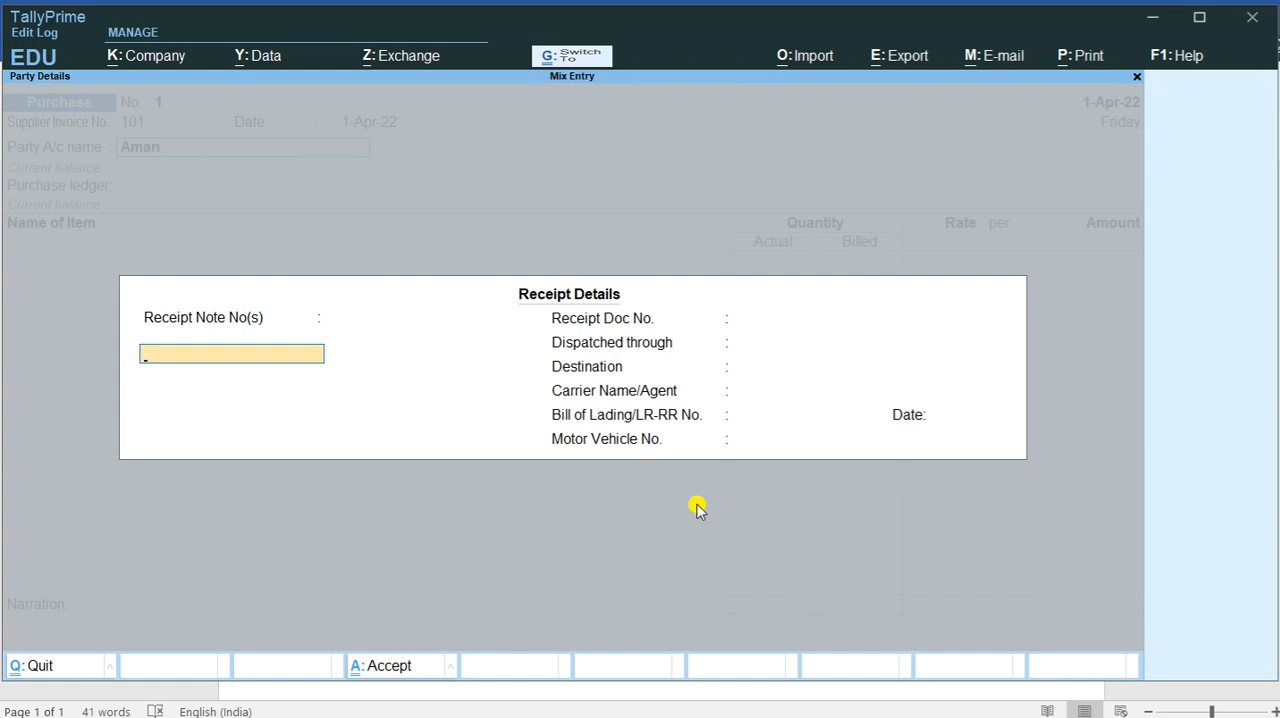 TallyPrime
Edit Log
MANAGE
EDU
K: Company
Y: Data
Z: Exchange
G: Switch To
O: Import
E: Export
M: E-mail
P: Print
F1: Help
Party Details
Mix Entry
Purchase No. 1
1-Apr-22
Supplier Invoice No.: 101 Date : 1-Apr-22
Friday
Party A/c name : Aman
Current balance
Purchase ledger:
Current balance
Name of Item
Quantity
Rate per
Amount
Actual
Billed
Receipt Details
Receipt Note No(s) :
Receipt Doc No. :
Dispatched through :
Destination :
Carrier Name/Agent :
Bill of Lading/LR-RR No. : Date:
Motor Vehicle No. :
Narration:
Q: Quit
A: Accept
Page 1 of 1 41 words English (India)